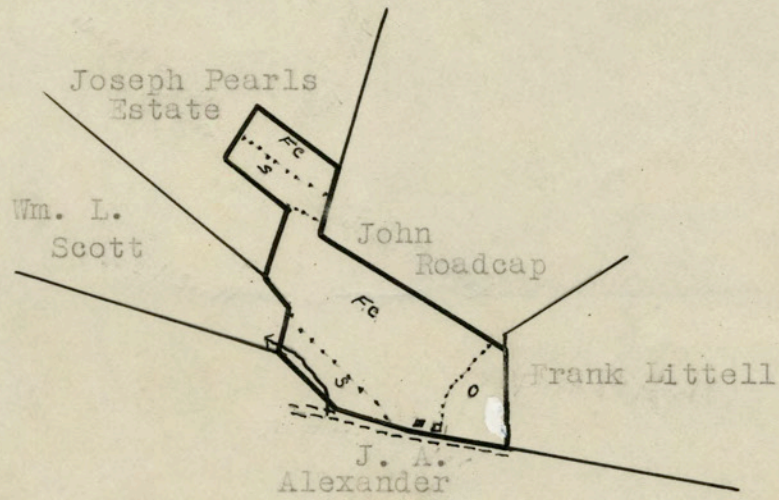 Joseph Pearls
Estate
FC
S
Wm. L.
Scott
John
Roadcap
FC
Frank Littell
S
O
J. A.
Alexander